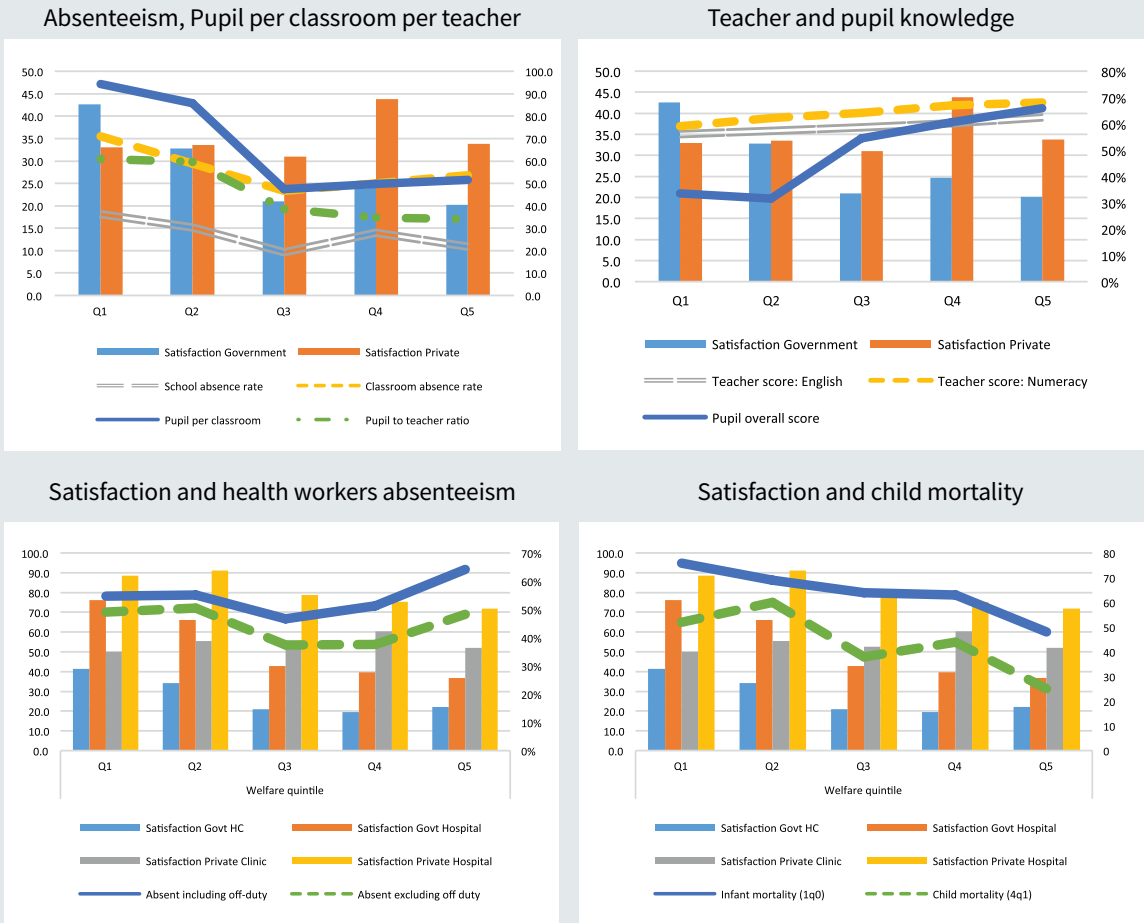 Absenteeism, Pupil per classroom per teacher
50.0 100.0
45.0 90.0
40.0 80.0
35.0 70.0
30.0 60.0
25.0 50.0
20.0 40.0
15.0 30.0
10.0 20.0
5.0 10.0
0.0 0.0
Q1 Q2 Q3 Q4 Q5
Satisfaction Government Satisfaction Private
School absence rate Classroom absence rate
Pupil per classroom Pupil to teacher ratio
Teacher and pupil knowledge
50.0 80%
45.0 70%
40.0 60%
35.0 50%
30.0 40%
25.0 30%
20.0 20%
15.0 10%
10.0 0%
5.0
0.0
Q1 Q2 Q3 Q4 Q5
Satisfaction Government Satisfaction Private
Teacher score: English Teacher score: Numeracy
Pupil overall score
Satisfaction and health workers absenteeism
100.0 70%
90.0 60%
80.0 50%
70.0 40%
60.0 30%
50.0 20%
40.0 10%
30.0 0%
20.0
10.0
0.0
Q1 Q2 Q3 Q4 Q5
Welfare quintile
Satisfaction Govt HC Satisfaction Govt Hospital
Satisfaction Private Clinic Satisfaction Private Hospital
Absent including off-duty Absent excluding off duty
Satisfaction and child mortality
100.0 80
90.0 70
80.0 60
70.0 50
60.0 40
50.0 30
40.0 20
30.0 10
20.0 0
10.0
0.0
Q1 Q2 Q3 Q4 Q5
Welfare quintile
Satisfaction Govt HC Satisfaction Govt Hospital
Satisfaction Private Clinic Satisfaction Private Hospital
Infant mortality (1q0) Child mortality (4q1)